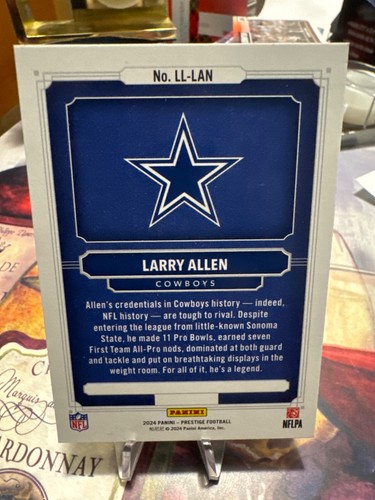 No. LL-LAN
LARRY ALLEN
COWBOYS
Allen's credentials in Cowboys history — indeed,
NFL history — are tough to rival. Despite
entering the league from little-known Sonoma
State, he made 11 Pro Bowls, earned seven
First Team All-Pro nods, dominated at both guard
and tackle and put on breathtaking displays in the
weight room. For all of it, he's a legend.
PANINI
2024 PANINI – PRESTIGE FOOTBALL
© 2024 Panini America, Inc.
NFL
NFLPA
Marquis
RDONNAY